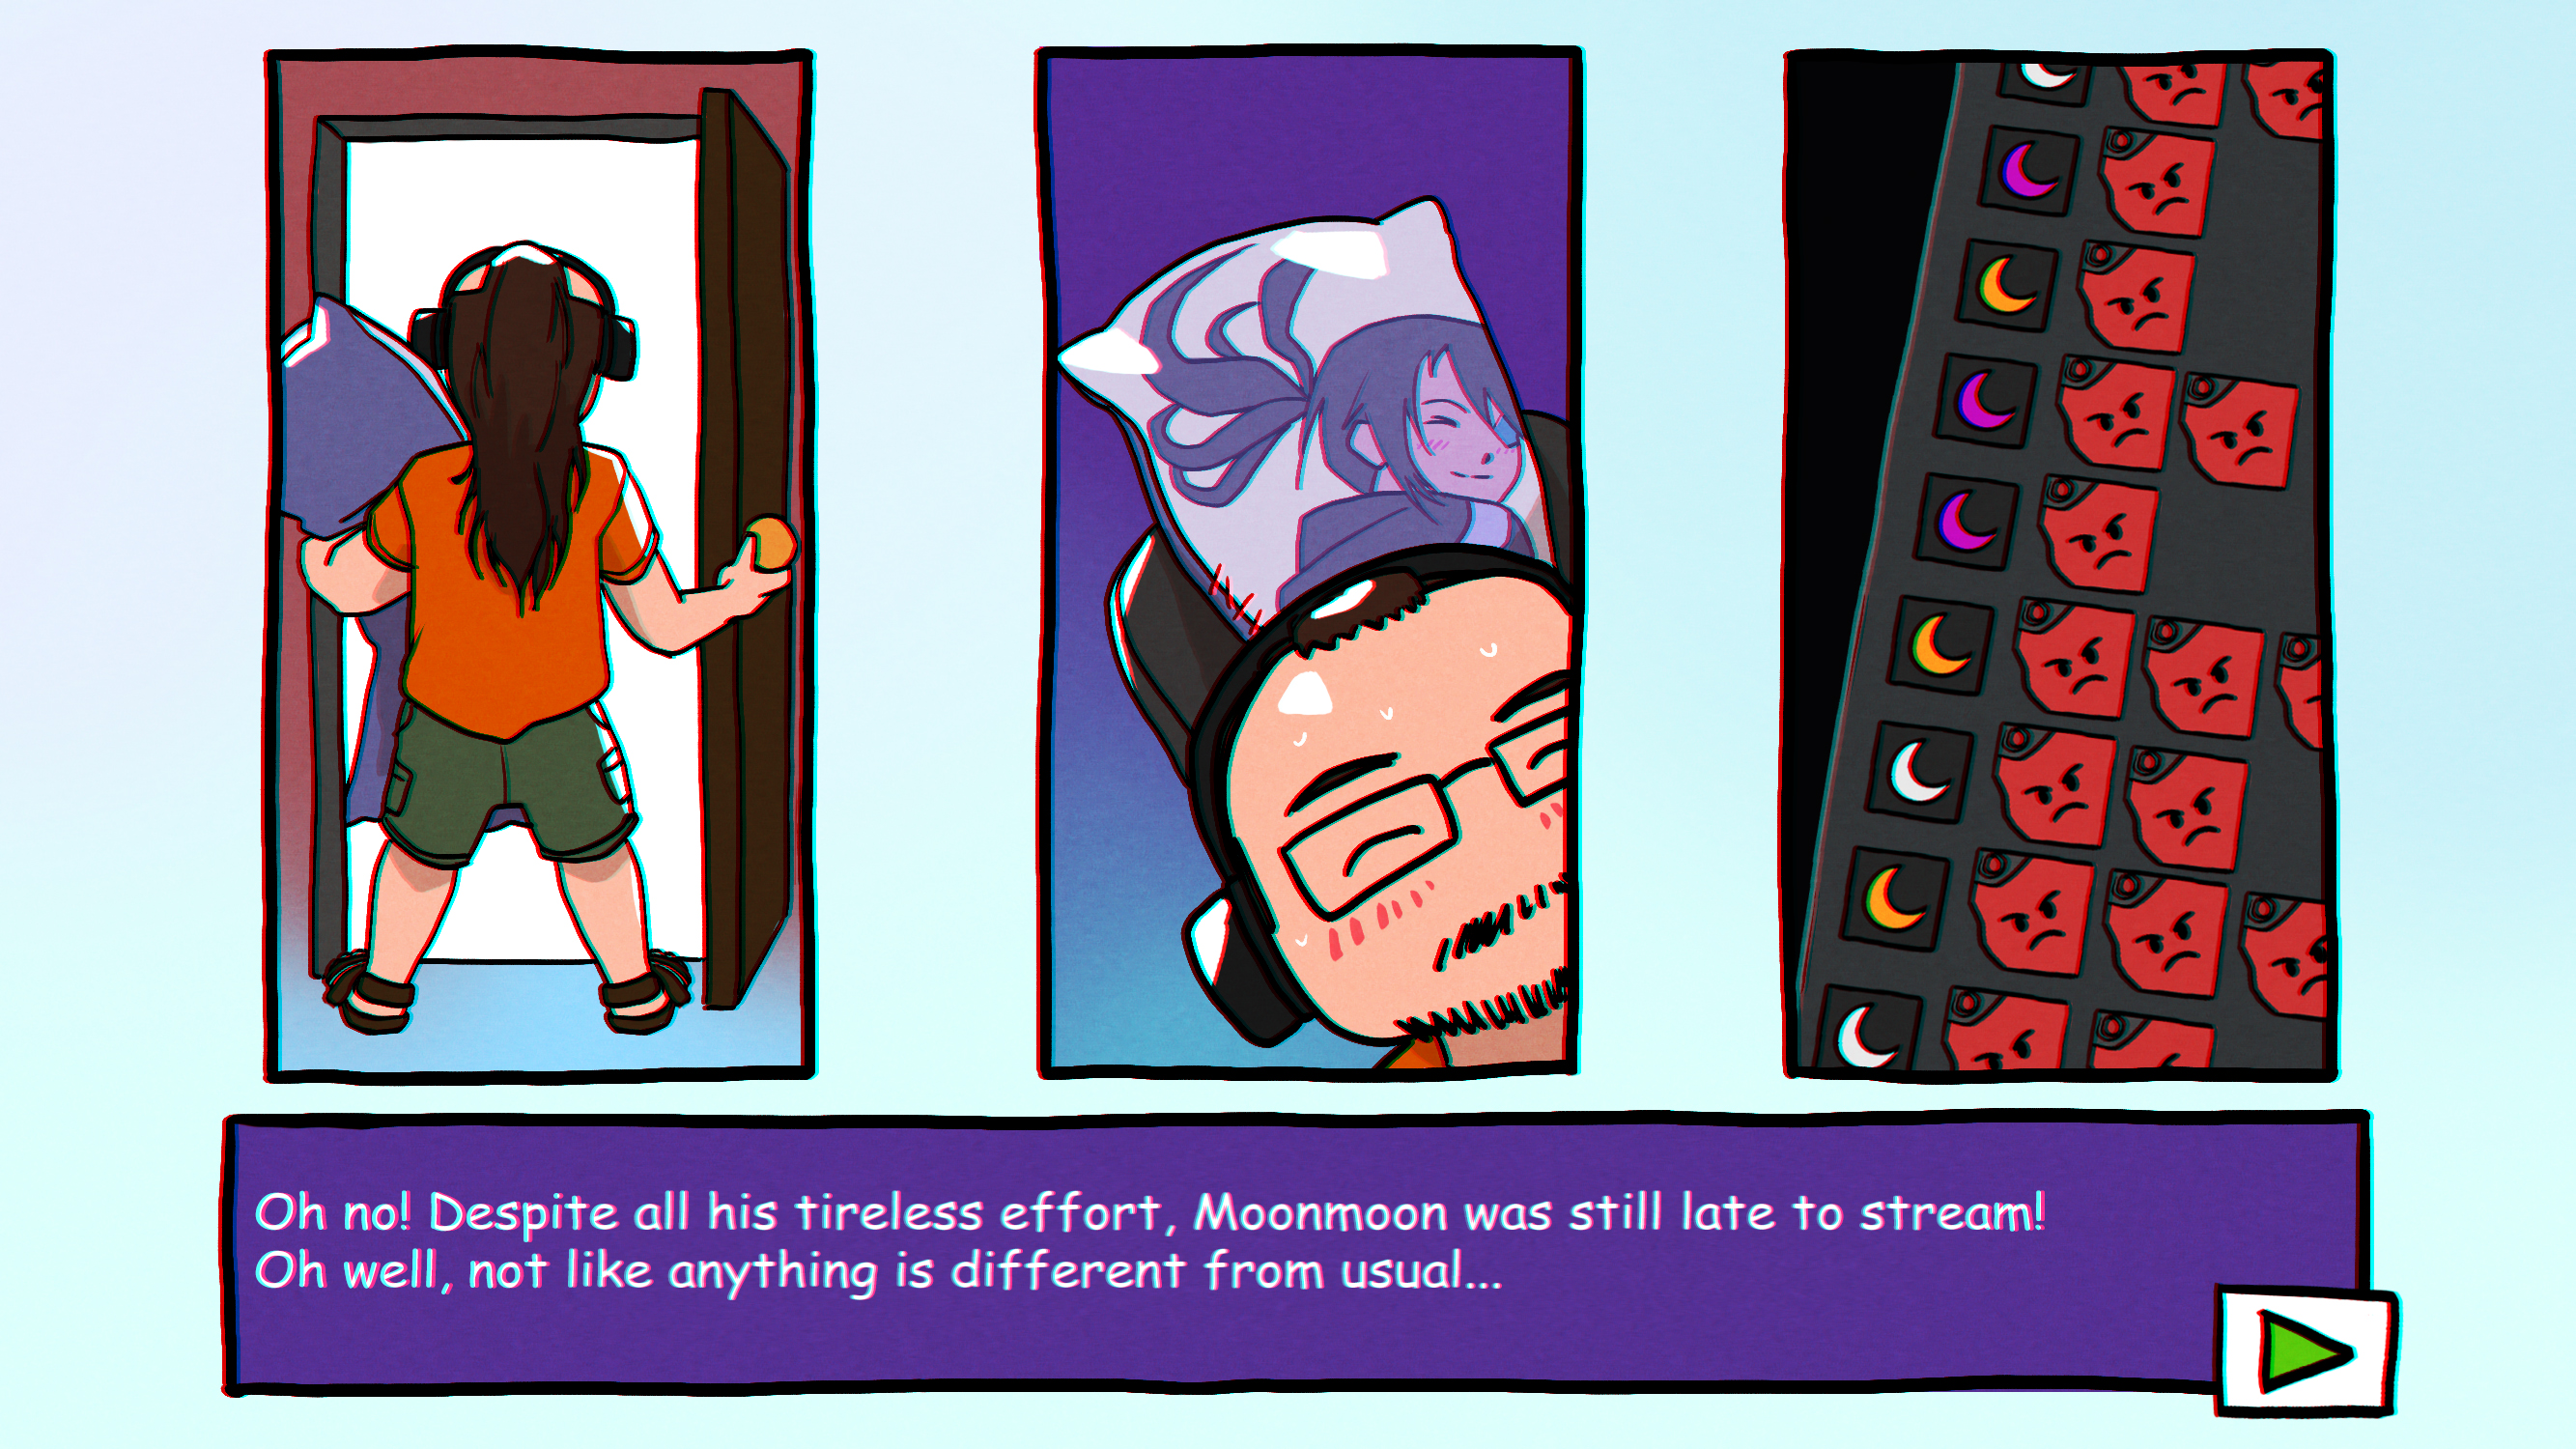 Oh no! Despite all his tireless effort, Moonmoon was still late to stream!
Oh well, not like anything is different from usual...